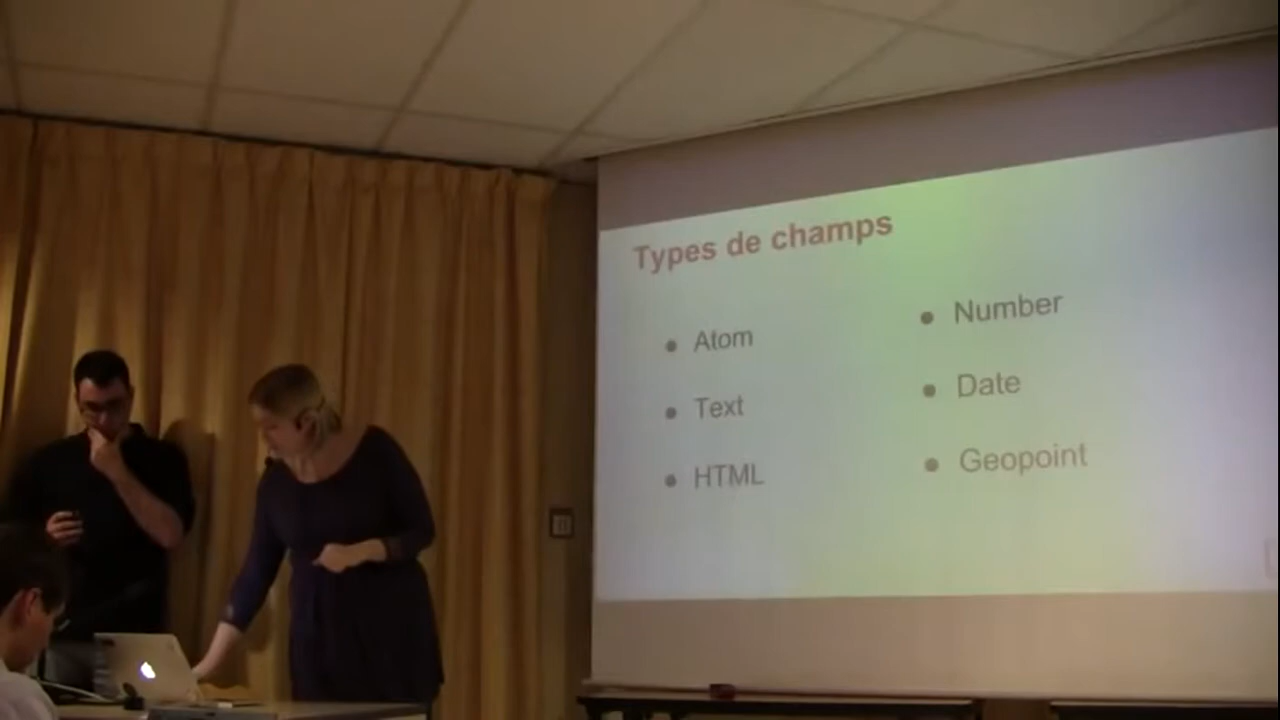 Types de champs
Atom
Text
HTML
Number
Date
Geopoint